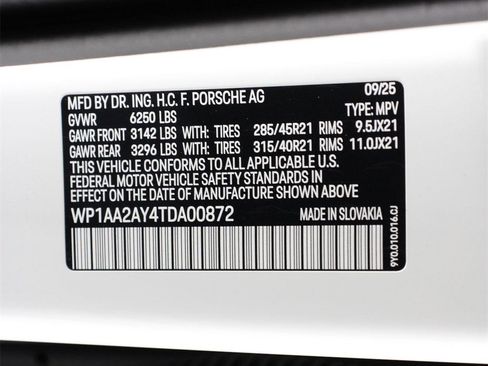 MFD BY DR. ING. H.C. F. PORSCHE AG 09/25
GVWR 6250 LBS TYPE: MPV
GAWR FRONT 3142 LBS WITH: TIRES 285/45R21 RIMS 9.5JX21
GAWR REAR 3296 LBS WITH: TIRES 315/40R21 RIMS 11.0JX21
THIS VEHICLE CONFORMS TO ALL APPLICABLE U.S.
FEDERAL MOTOR VEHICLE SAFETY STANDARDS IN
EFFECT ON THE DATE OF MANUFACTURE SHOWN ABOVE
WP1AA2AY4TDA00872 MADE IN SLOVAKIA
9Y0.010.016.CJ